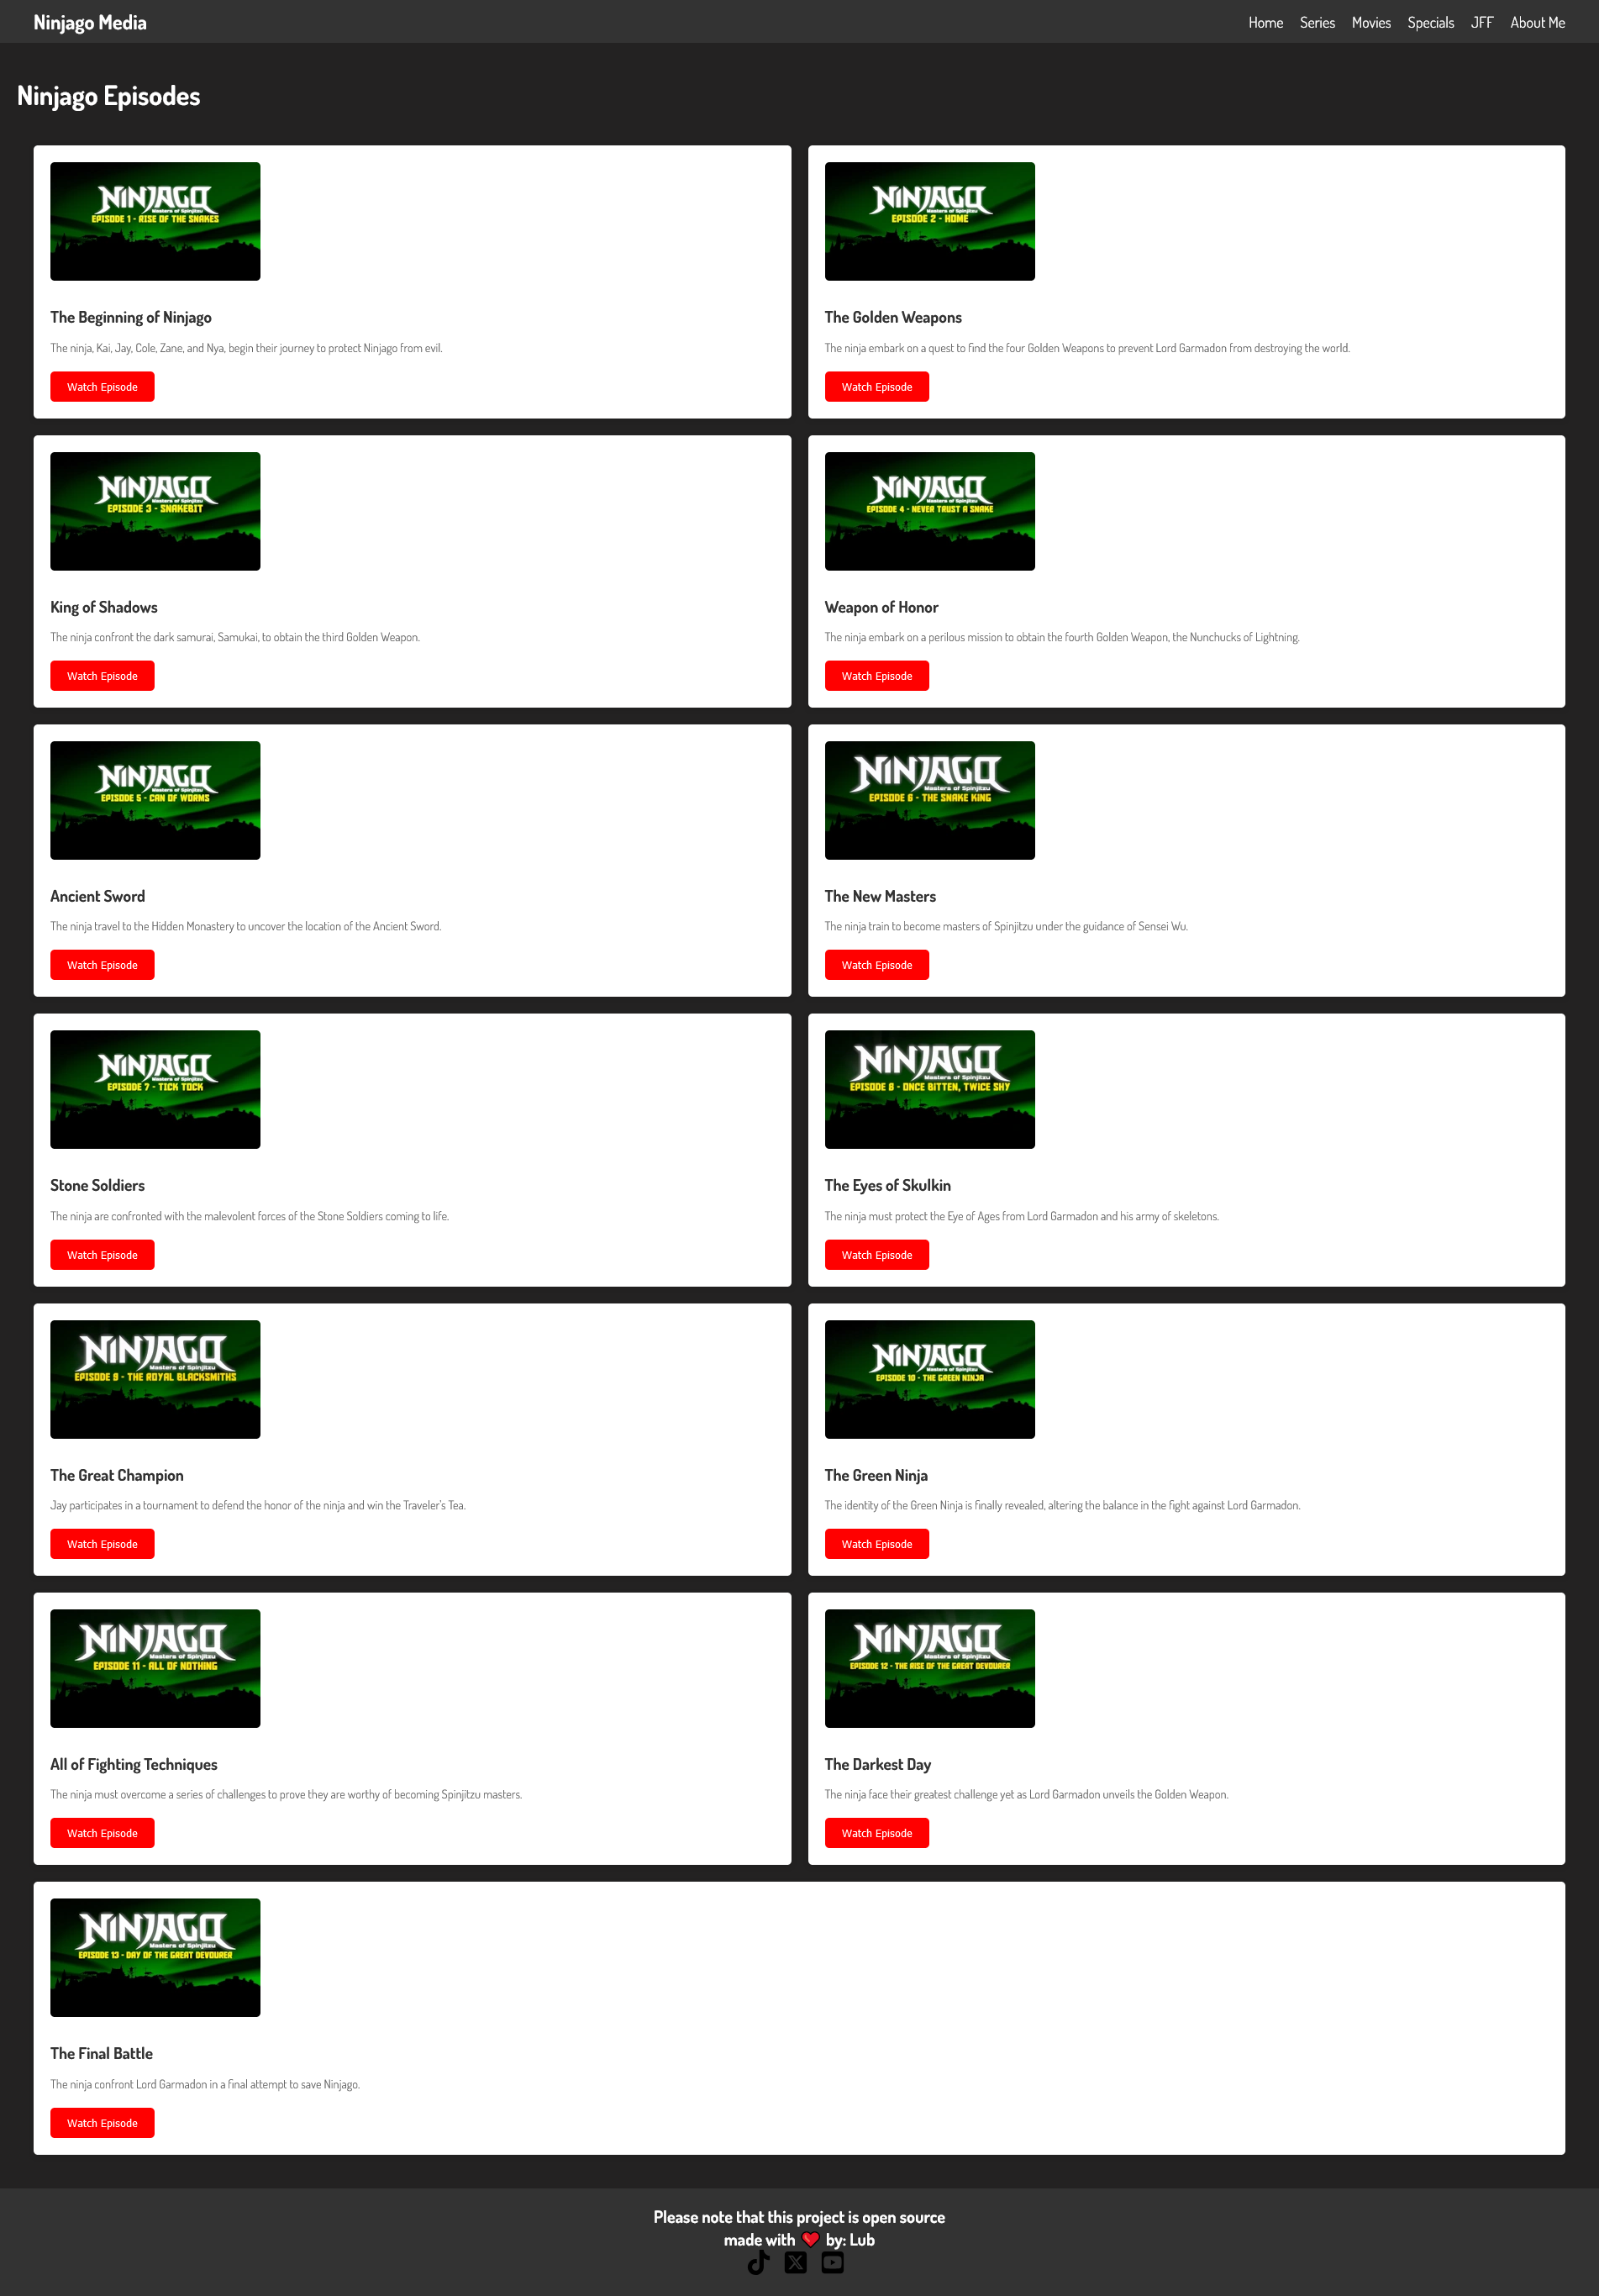 Ninjago Media
Home Series Movies Specials JFF About Me
Ninjago Episodes
NINJAGO
Masters of Spinjitzu
EPISODE 1 - RISE OF THE SNAKES
The Beginning of Ninjago
The ninja, Kai, Jay, Cole, Zane, and Nya, begin their journey to protect Ninjago from evil.
Watch Episode
NINJAGO
Masters of Spinjitzu
EPISODE 2 - HOME
The Golden Weapons
The ninja embark on a quest to find the four Golden Weapons to prevent Lord Garmadon from destroying the world.
Watch Episode
NINJAGO
Masters of Spinjitzu
EPISODE 3 - SNAKEBIT
King of Shadows
The ninja confront the dark samurai, Samukai, to obtain the third Golden Weapon.
Watch Episode
NINJAGO
Masters of Spinjitzu
EPISODE 4 - NEVER TRUST A SNAKE
Weapon of Honor
The ninja embark on a perilous mission to obtain the fourth Golden Weapon, the Nunchucks of Lightning.
Watch Episode
NINJAGO
Masters of Spinjitzu
EPISODE 5 - CAN OF WORMS
Ancient Sword
The ninja travel to the Hidden Monastery to uncover the location of the Ancient Sword.
Watch Episode
NINJAGO
Masters of Spinjitzu
EPISODE 6 - THE SNAKE KING
The New Masters
The ninja train to become masters of Spinjitzu under the guidance of Sensei Wu.
Watch Episode
NINJAGO
Masters of Spinjitzu
EPISODE 7 - TICK TOCK
Stone Soldiers
The ninja are confronted with the malevolent forces of the Stone Soldiers coming to life.
Watch Episode
NINJAGO
Masters of Spinjitzu
EPISODE 8 - ONCE BITTEN, TWICE SHY
The Eyes of Skulkin
The ninja must protect the Eye of Ages from Lord Garmadon and his army of skeletons.
Watch Episode
NINJAGO
Masters of Spinjitzu
EPISODE 9 - THE ROYAL BLACKSMITHS
The Great Champion
Jay participates in a tournament to defend the honor of the ninja and win the Traveler's Tea.
Watch Episode
NINJAGO
Masters of Spinjitzu
EPISODE 10 - THE GREEN NINJA
The Green Ninja
The identity of the Green Ninja is finally revealed, altering the balance in the fight against Lord Garmadon.
Watch Episode
NINJAGO
Masters of Spinjitzu
EPISODE 11 - ALL OF NOTHING
All of Fighting Techniques
The ninja must overcome a series of challenges to prove they are worthy of becoming Spinjitzu masters.
Watch Episode
NINJAGO
Masters of Spinjitzu
EPISODE 12 - THE RISE OF THE GREAT DEVOURER
The Darkest Day
The ninja face their greatest challenge yet as Lord Garmadon unveils the Golden Weapon.
Watch Episode
NINJAGO
Masters of Spinjitzu
EPISODE 13 - DAY OF THE GREAT DEVOURER
The Final Battle
The ninja confront Lord Garmadon in a final attempt to save Ninjago.
Watch Episode
Please note that this project is open source
made with ❤️ by: Lub